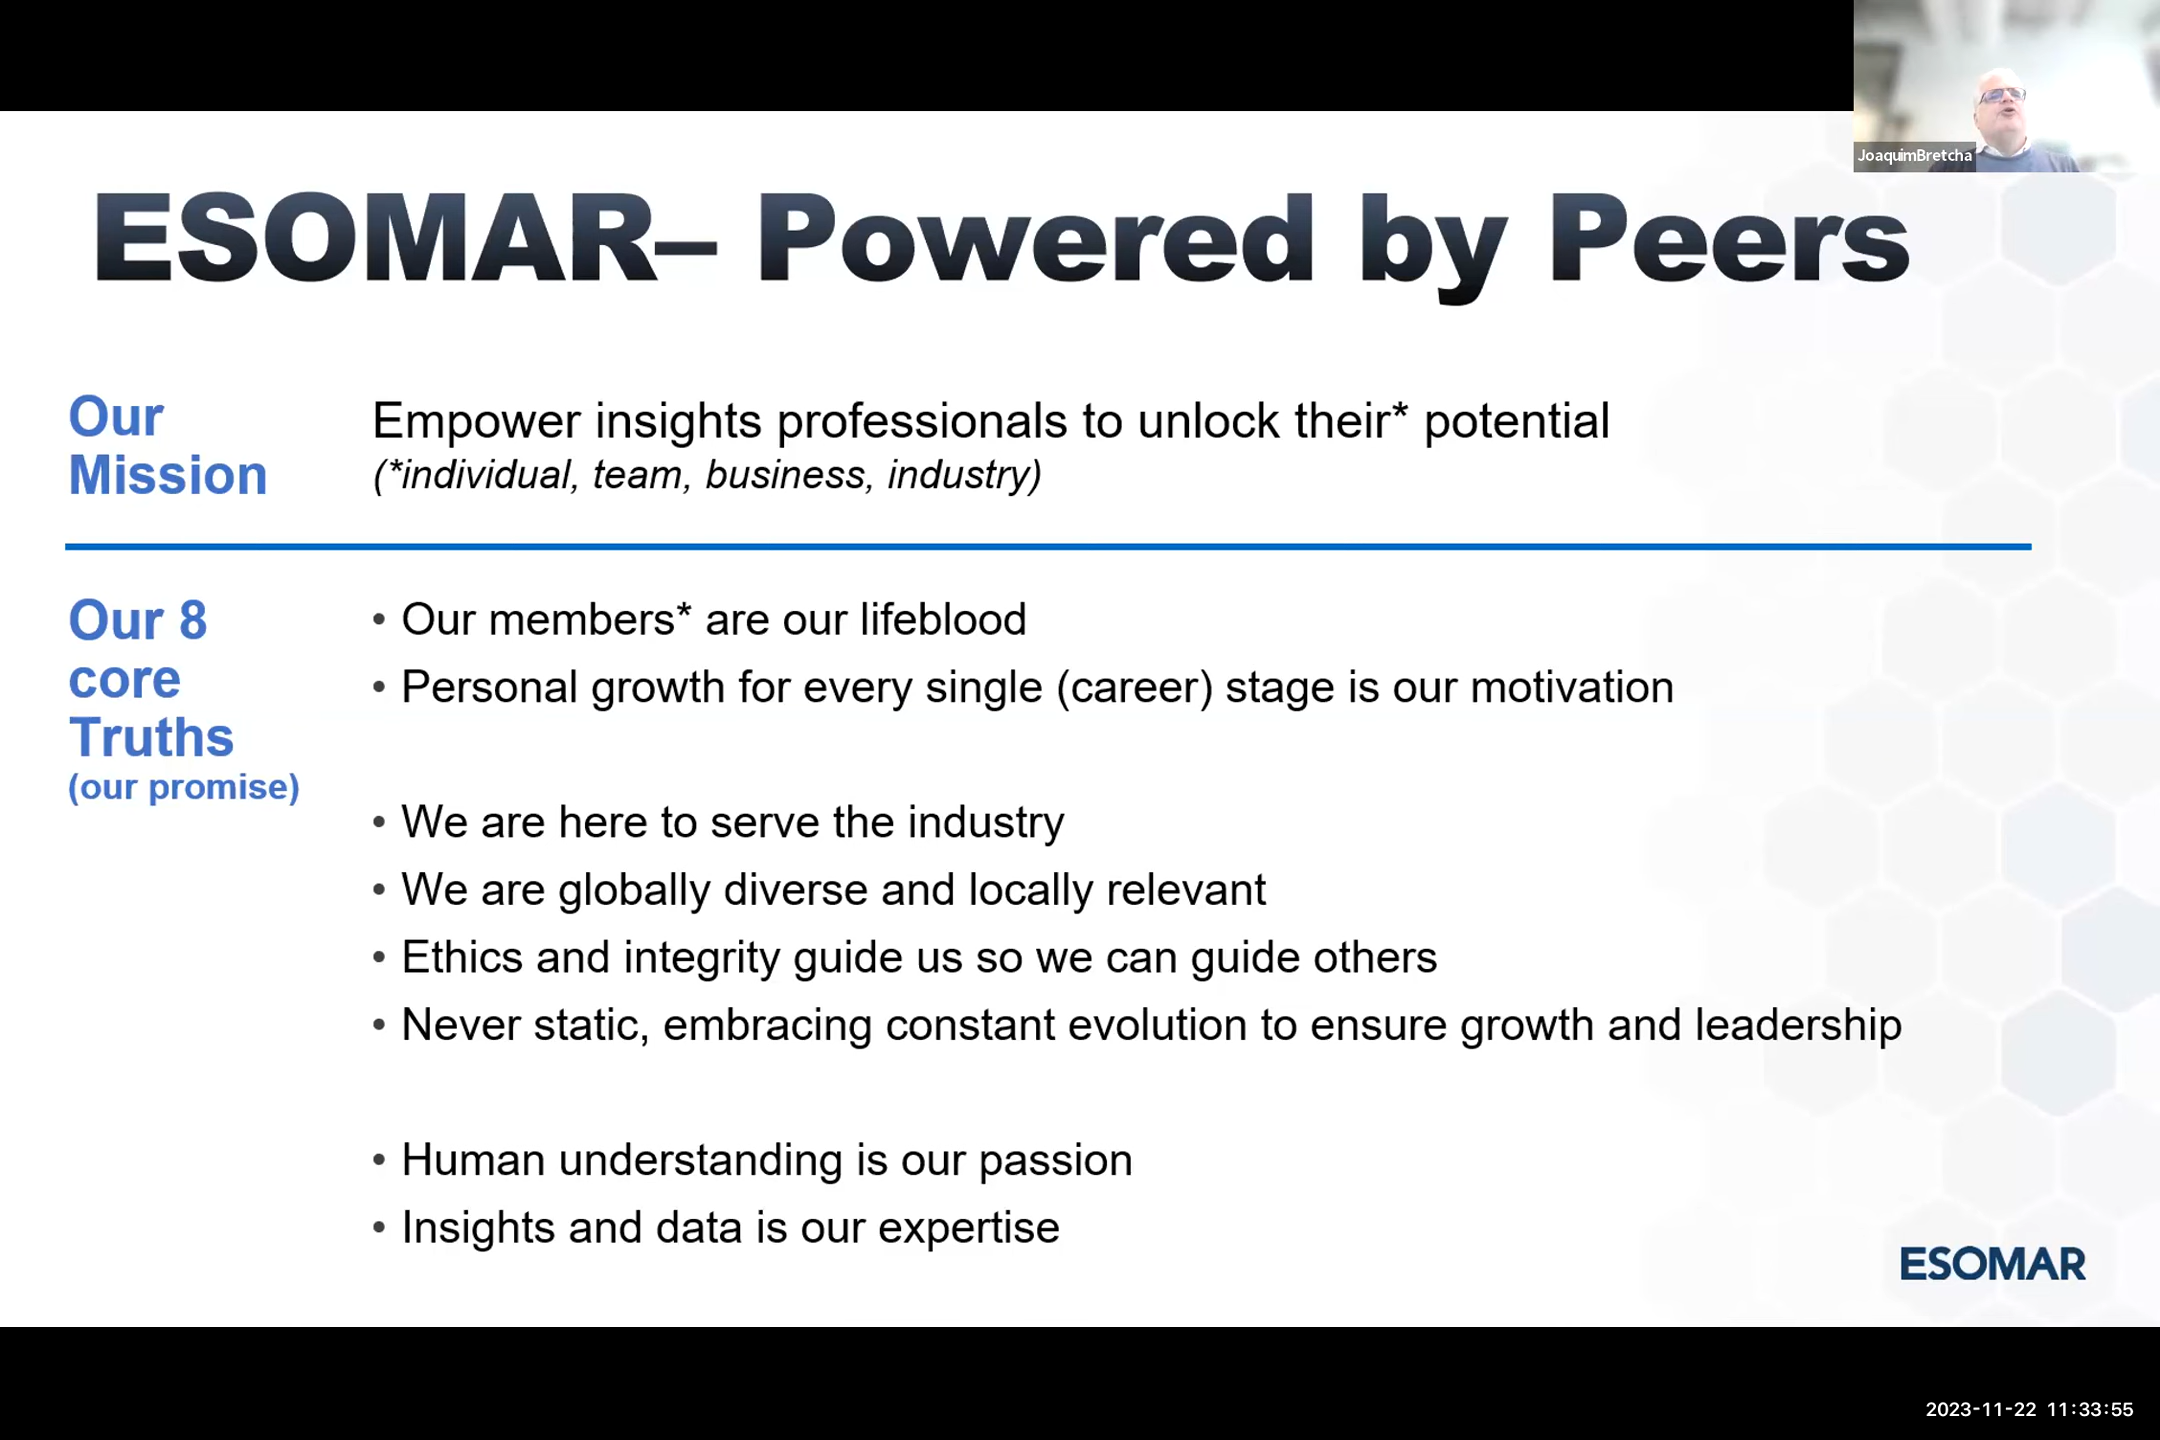 JoaquimBretcha
ESOMAR– Powered by Peers
Our
Mission
Empower insights professionals to unlock their* potential
(*individual, team, business, industry)
Our 8
core
Truths
(our promise)
• Our members* are our lifeblood
• Personal growth for every single (career) stage is our motivation
• We are here to serve the industry
• We are globally diverse and locally relevant
• Ethics and integrity guide us so we can guide others
• Never static, embracing constant evolution to ensure growth and leadership
• Human understanding is our passion
• Insights and data is our expertise
ESOMAR
2023-11-22 11:33:55